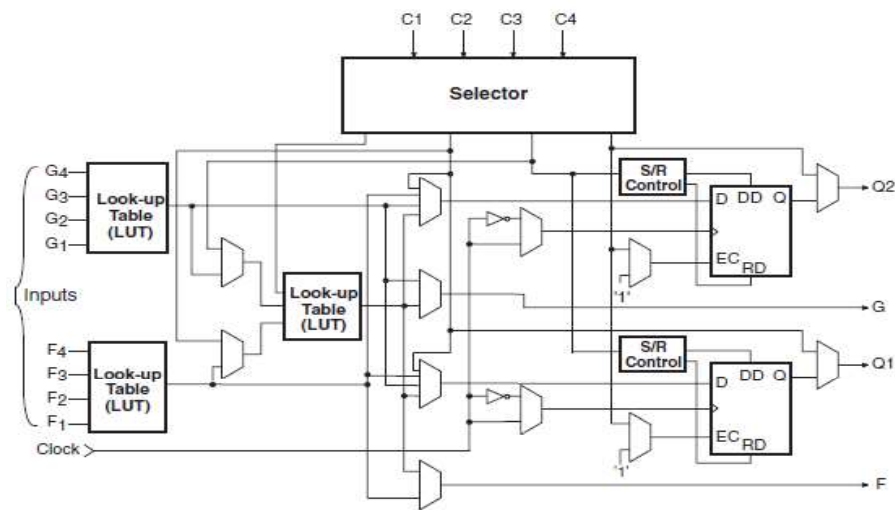 C1 C2 C3 C4
Selector
G4
G3
G2
G1
Look-up
Table
(LUT)
S/R
Control
D DD Q
EC
RD
Q2
'1'
Inputs
Look-up
Table
(LUT)
G
F4
F3
F2
F1
Look-up
Table
(LUT)
S/R
Control
D DD Q
EC
RD
Q1
'1'
Clock
F